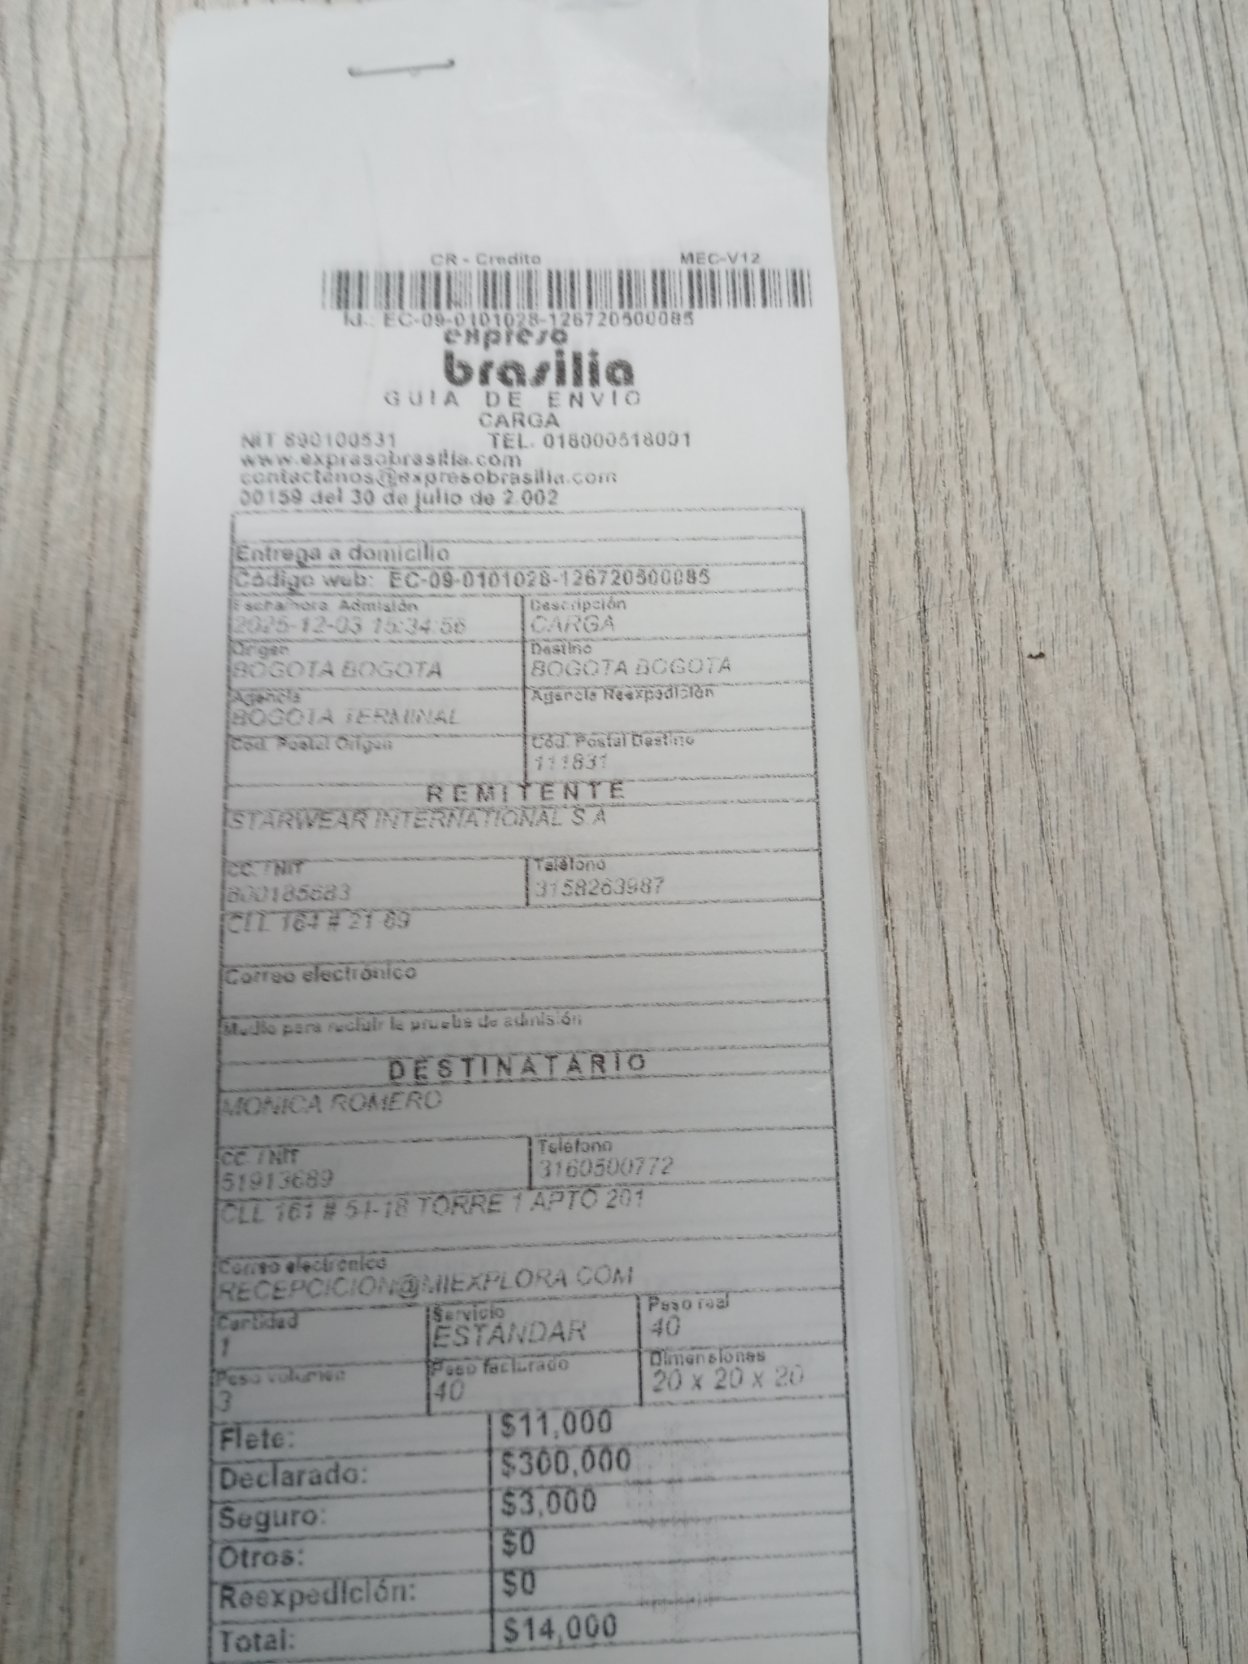 CR - Credito MEC-V12
Id.: EC-09-0101028-126720500085
expreso
brasilia
GUIA DE ENVIO
CARGA
NIT 890100531 TEL. 018000518001
www.expresobrasilia.com
contactenos@expresobrasilia.com
00159 del 30 de julio de 2.002
Entrega a domicilio
Código web: EC-09-0101028-126720500085
Fecha/hora Admisión Descripción
2025-12-03 15:34:56 CARGA
Origen Destino
BOGOTA BOGOTA BOGOTA BOGOTA
Agencia Agencia Reexpedición
BOGOTA TERMINAL
Cod. Postal Origen Cód. Postal Destino
111831
REMITENTE
STARWEAR INTERNATIONAL S A
CC / NIT Teléfono
800185683 3158263987
CLL 164 # 21 69
Correo electrónico
Medio para recibir la prueba de admisión
DESTINATARIO
MONICA ROMERO
CC / NIT Teléfono
51913689 3160500772
CLL 161 # 54-18 TORRE 1 APTO 201
Correo electronico
RECEPCICION@MIEXPLORA COM
Cantidad Servicio Peso real
1 ESTANDAR 40
Peso volumen Peso facturado Dimensiones
3 40 20 x 20 x 20
Flete: $11,000
Declarado: $300,000
Seguro: $3,000
Otros: $0
Reexpedición: $0
Total: $14,000